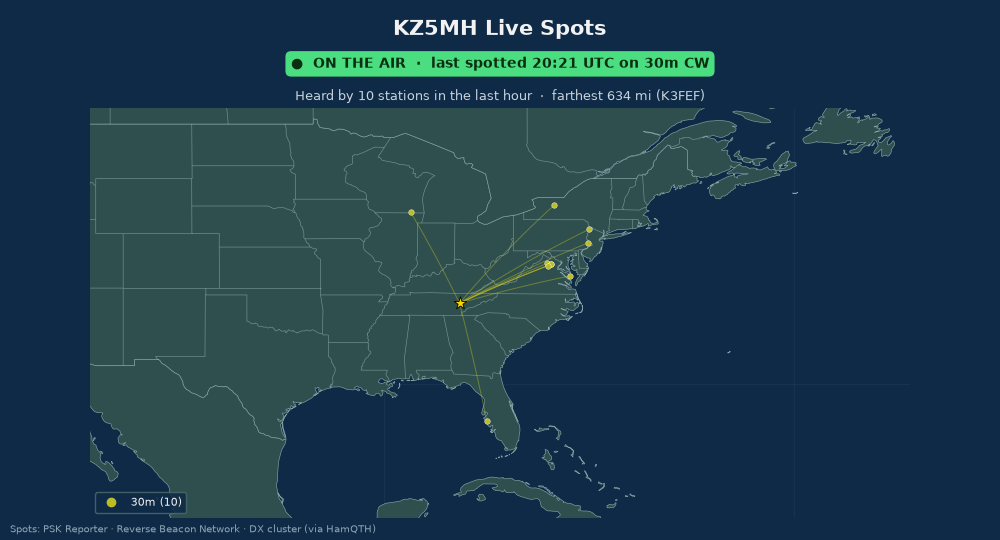 KZ5MH Live Spots
● ON THE AIR · last spotted 20:21 UTC on 30m CW
Heard by 10 stations in the last hour · farthest 634 mi (K3FEF)
30m (10)
Spots: PSK Reporter · Reverse Beacon Network · DX cluster (via HamQTH)